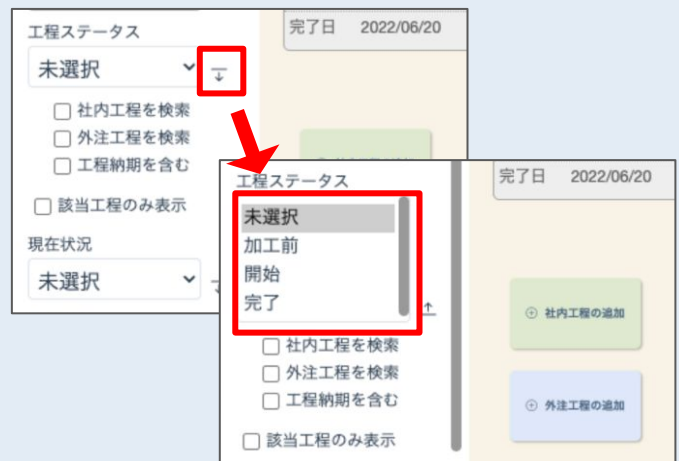 工程ステータス
未選択
社内工程を検索
外注工程を検索
工程納期を含む
該当工程のみ表示
現在状況
未選択
完了日 2022/06/20
工程ステータス
未選択
加工前
開始
完了
社内工程を検索
外注工程を検索
工程納期を含む
該当工程のみ表示
完了日 2022/06/20
社内工程の追加
外注工程の追加